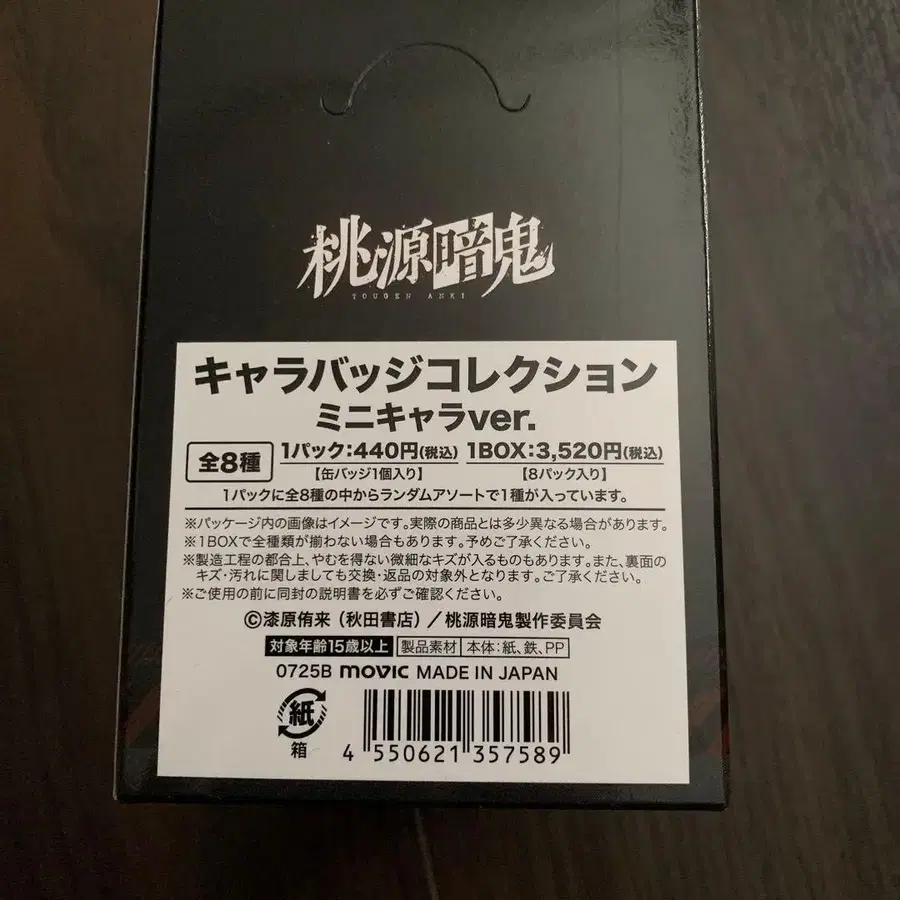 桃源暗鬼
TOUGEN ANKI
キャラバッジコレクション
ミニキャラver.
全8種 1パック:440円(税込) 1BOX:3,520円(税込)
【缶バッジ1個入り】 【8パック入り】
1パックに全8種の中からランダムアソートで1種が入っています。
※パッケージ内の画像はイメージです。実際の商品とは多少異なる場合があります。
※1BOXで全種類が揃わない場合もあります。予めご了承ください。
※製造工程の都合上、やむを得ない微細なキズが入るものもあります。また、裏面の
キズ・汚れに関しましても交換・返品の対象外となります。ご了承ください。
※ご使用の前に同封の説明書を必ずご確認ください。
©漆原侑来（秋田書店）／桃源暗鬼製作委員会
対象年齢15歳以上 製品素材 本体:紙、鉄、PP
0725B movic MADE IN JAPAN
紙
箱
4 550621 357589